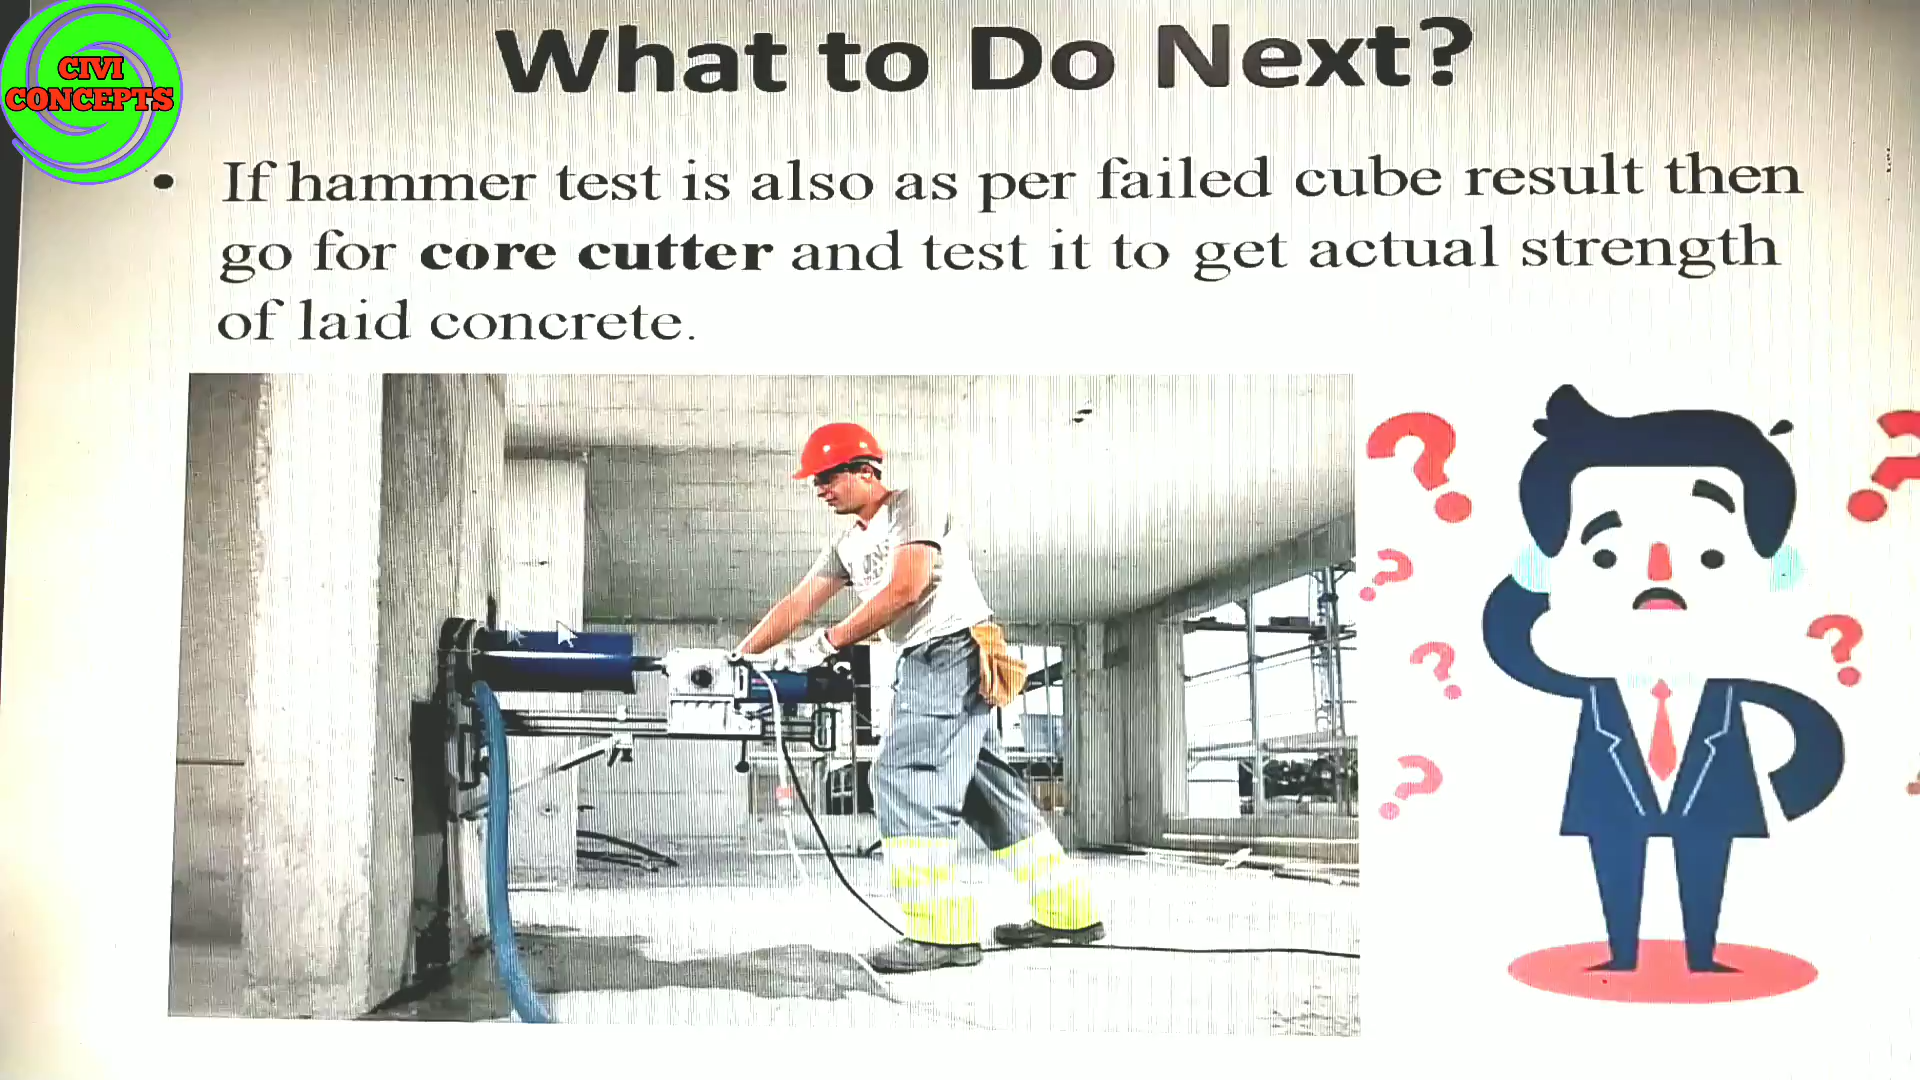 CIVI
CONCEPTS
What to Do Next?
• If hammer test is also as per failed cube result then
go for core cutter and test it to get actual strength
of laid concrete.